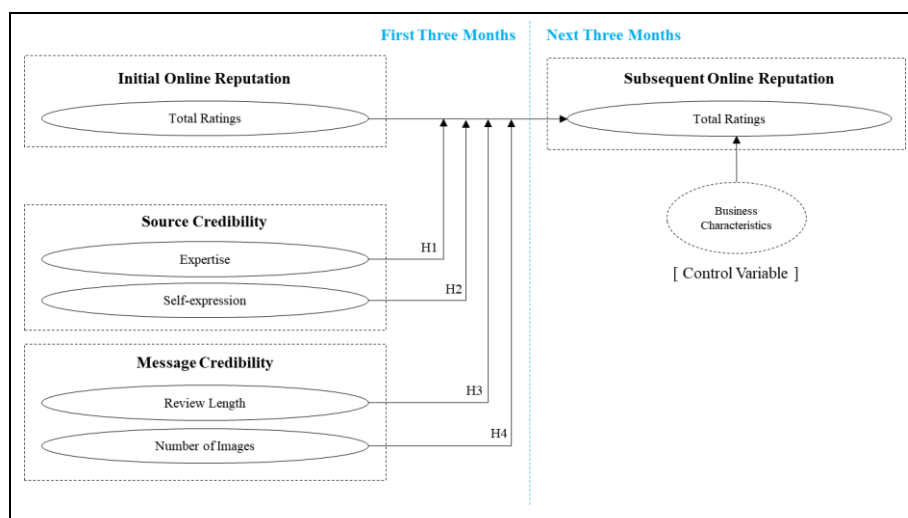 First Three Months
Next Three Months
Initial Online Reputation
Total Ratings
Subsequent Online Reputation
Total Ratings
Source Credibility
Expertise
H1
Self-expression
H2
Business
Characteristics
[ Control Variable ]
Message Credibility
Review Length
H3
Number of Images
H4